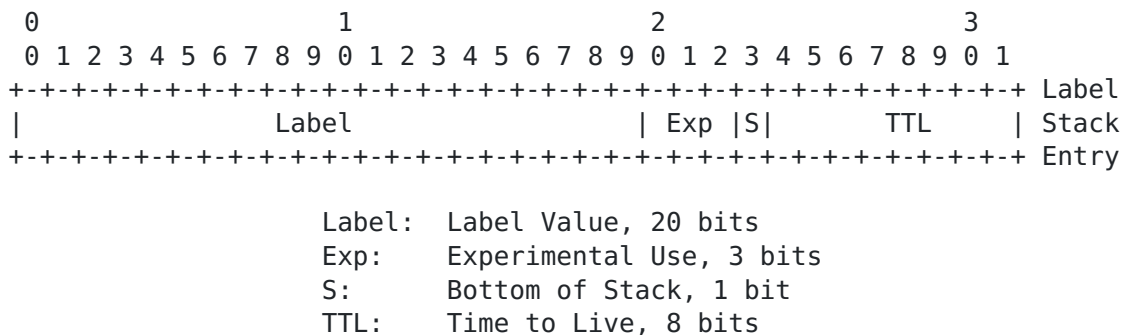 0                   1                   2                   3
 0 1 2 3 4 5 6 7 8 9 0 1 2 3 4 5 6 7 8 9 0 1 2 3 4 5 6 7 8 9 0 1
+-+-+-+-+-+-+-+-+-+-+-+-+-+-+-+-+-+-+-+-+-+-+-+-+-+-+-+-+-+-+-+-+ Label
|                Label                  | Exp |S|       TTL     | Stack
+-+-+-+-+-+-+-+-+-+-+-+-+-+-+-+-+-+-+-+-+-+-+-+-+-+-+-+-+-+-+-+-+ Entry

                    Label:  Label Value, 20 bits
                    Exp:    Experimental Use, 3 bits
                    S:      Bottom of Stack, 1 bit
                    TTL:    Time to Live, 8 bits